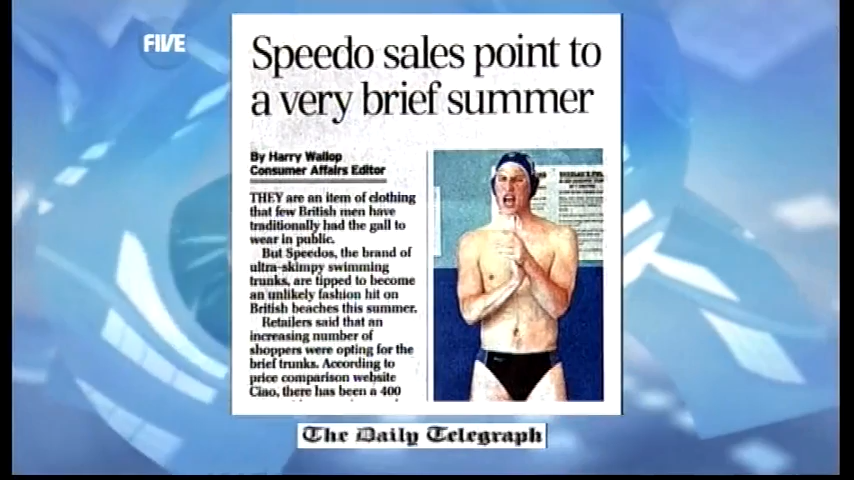 FIVE
Speedo sales point to
a very brief summer
By Harry Wallop
Consumer Affairs Editor
THEY are an item of clothing
that few British men have
traditionally had the gall to
wear in public.
But Speedos, the brand of
ultra-skimpy swimming
trunks, are tipped to become
an unlikely fashion hit on
British beaches this summer.
Retailers said that an
increasing number of
shoppers were opting for the
brief trunks. According to
price comparison website
Ciao, there has been a 400
The Daily Telegraph